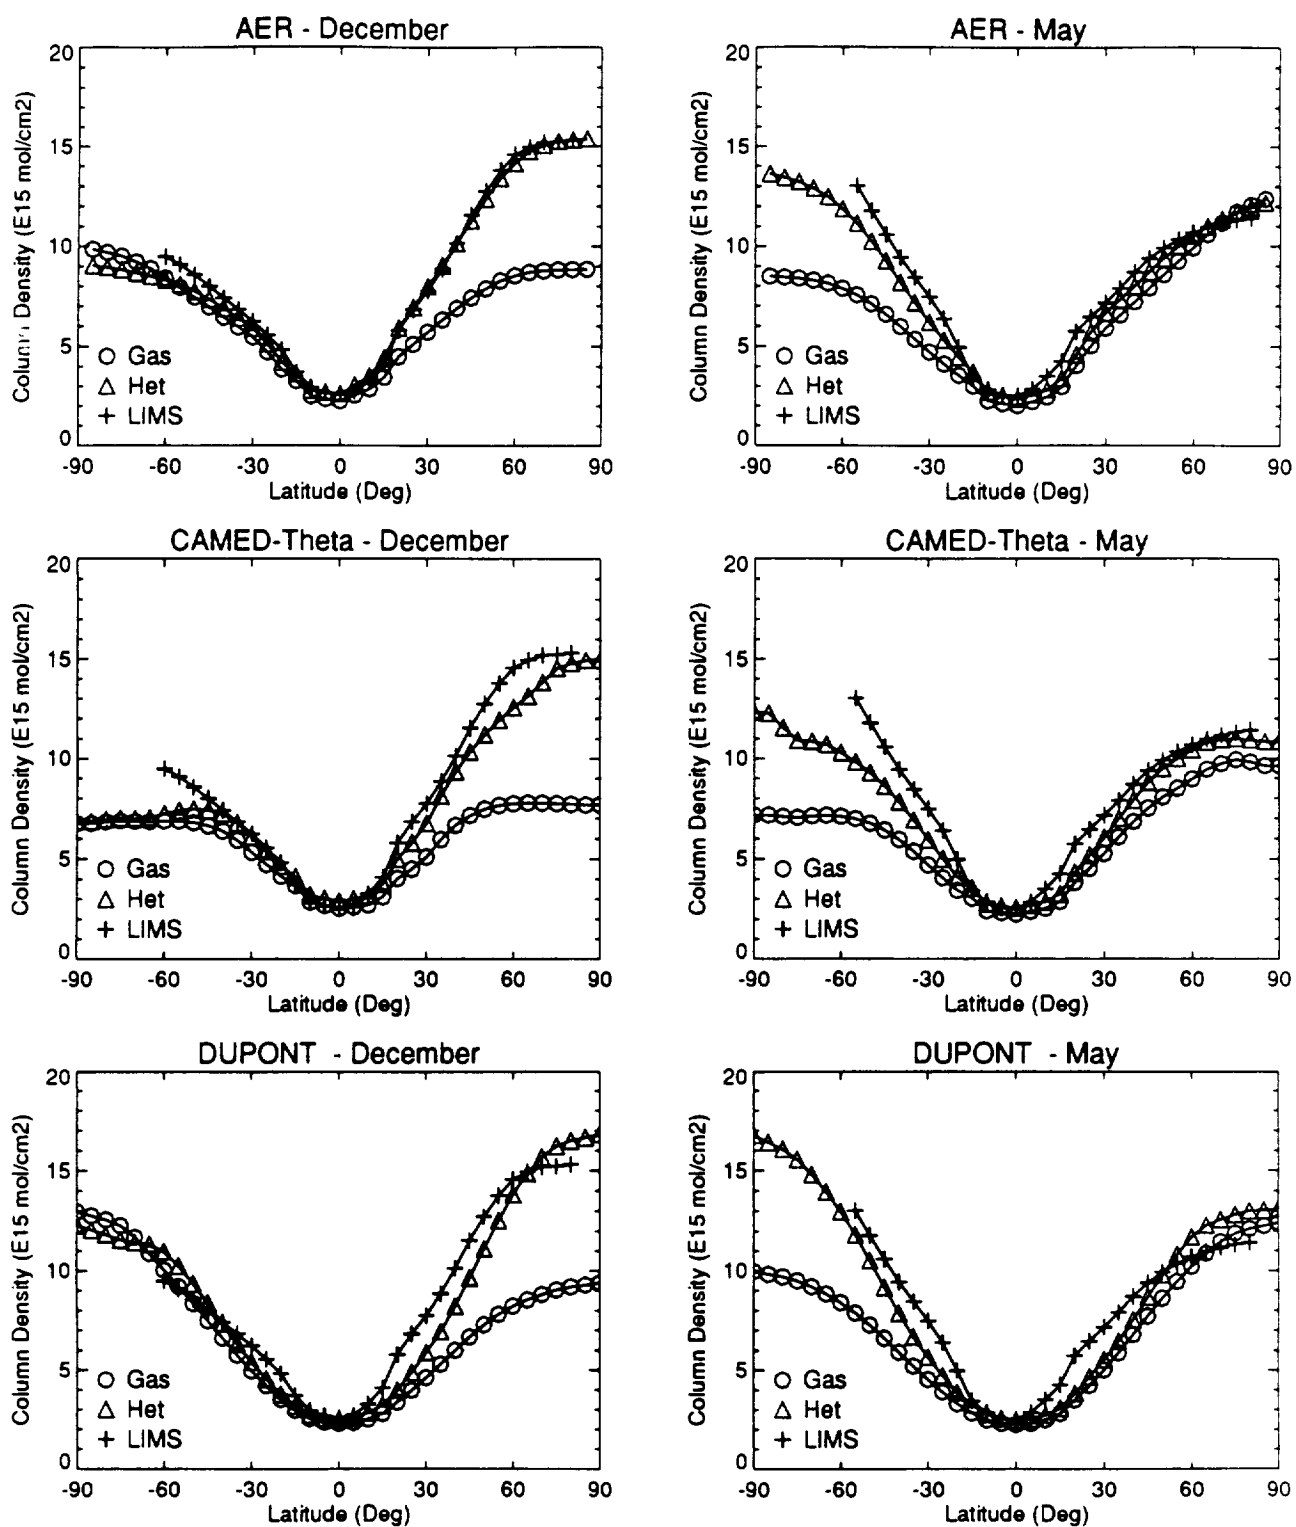 AER - December
20
15
10
5
0
Column Density (E15 mol/cm2)
Gas
Het
LIMS
-90 -60 -30 0 30 60 90
Latitude (Deg)
AER - May
20
15
10
5
0
Column Density (E15 mol/cm2)
Gas
Het
LIMS
-90 -60 -30 0 30 60 90
Latitude (Deg)
CAMED-Theta - December
20
15
10
5
0
Column Density (E15 mol/cm2)
Gas
Het
LIMS
-90 -60 -30 0 30 60 90
Latitude (Deg)
CAMED-Theta - May
20
15
10
5
0
Column Density (E15 mol/cm2)
Gas
Het
LIMS
-90 -60 -30 0 30 60 90
Latitude (Deg)
DUPONT - December
20
15
10
5
0
Column Density (E15 mol/cm2)
Gas
Het
LIMS
-90 -60 -30 0 30 60 90
Latitude (Deg)
DUPONT - May
20
15
10
5
0
Column Density (E15 mol/cm2)
Gas
Het
LIMS
-90 -60 -30 0 30 60 90
Latitude (Deg)